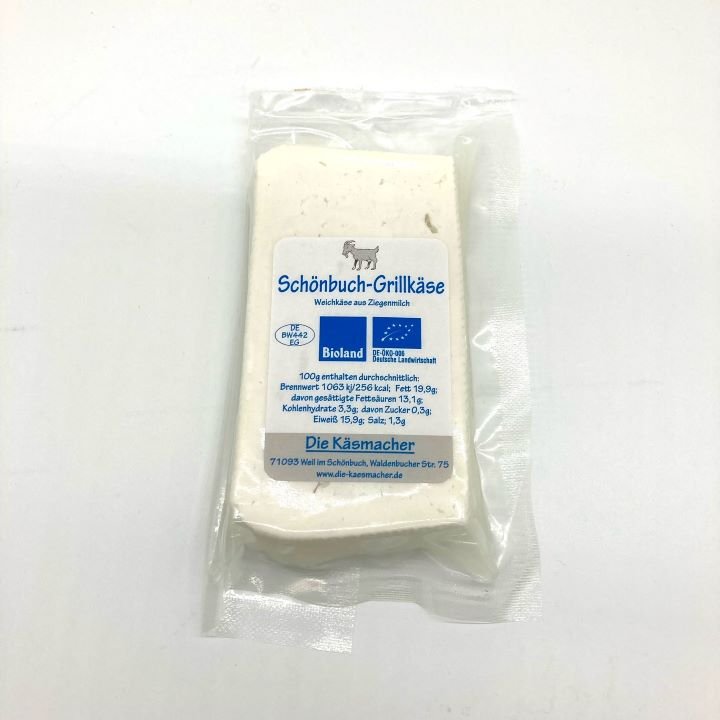 Schönbuch-Grillkäse
Weichkäse aus Ziegenmilch
DE
BW442
EG
Bioland
DE-ÖKO-006
Deutsche Landwirtschaft
100g enthalten durchschnittlich:
Brennwert 1063 kj/256 kcal; Fett 19,9g;
davon gesättigte Fettsäuren 13,1g;
Kohlenhydrate 3,3g; davon Zucker 0,3g;
Eiweiß 15,9g; Salz; 1,3g
Die Käsmacher
71093 Weil im Schönbuch, Waldenbucher Str. 75
www.die-kaesmacher.de